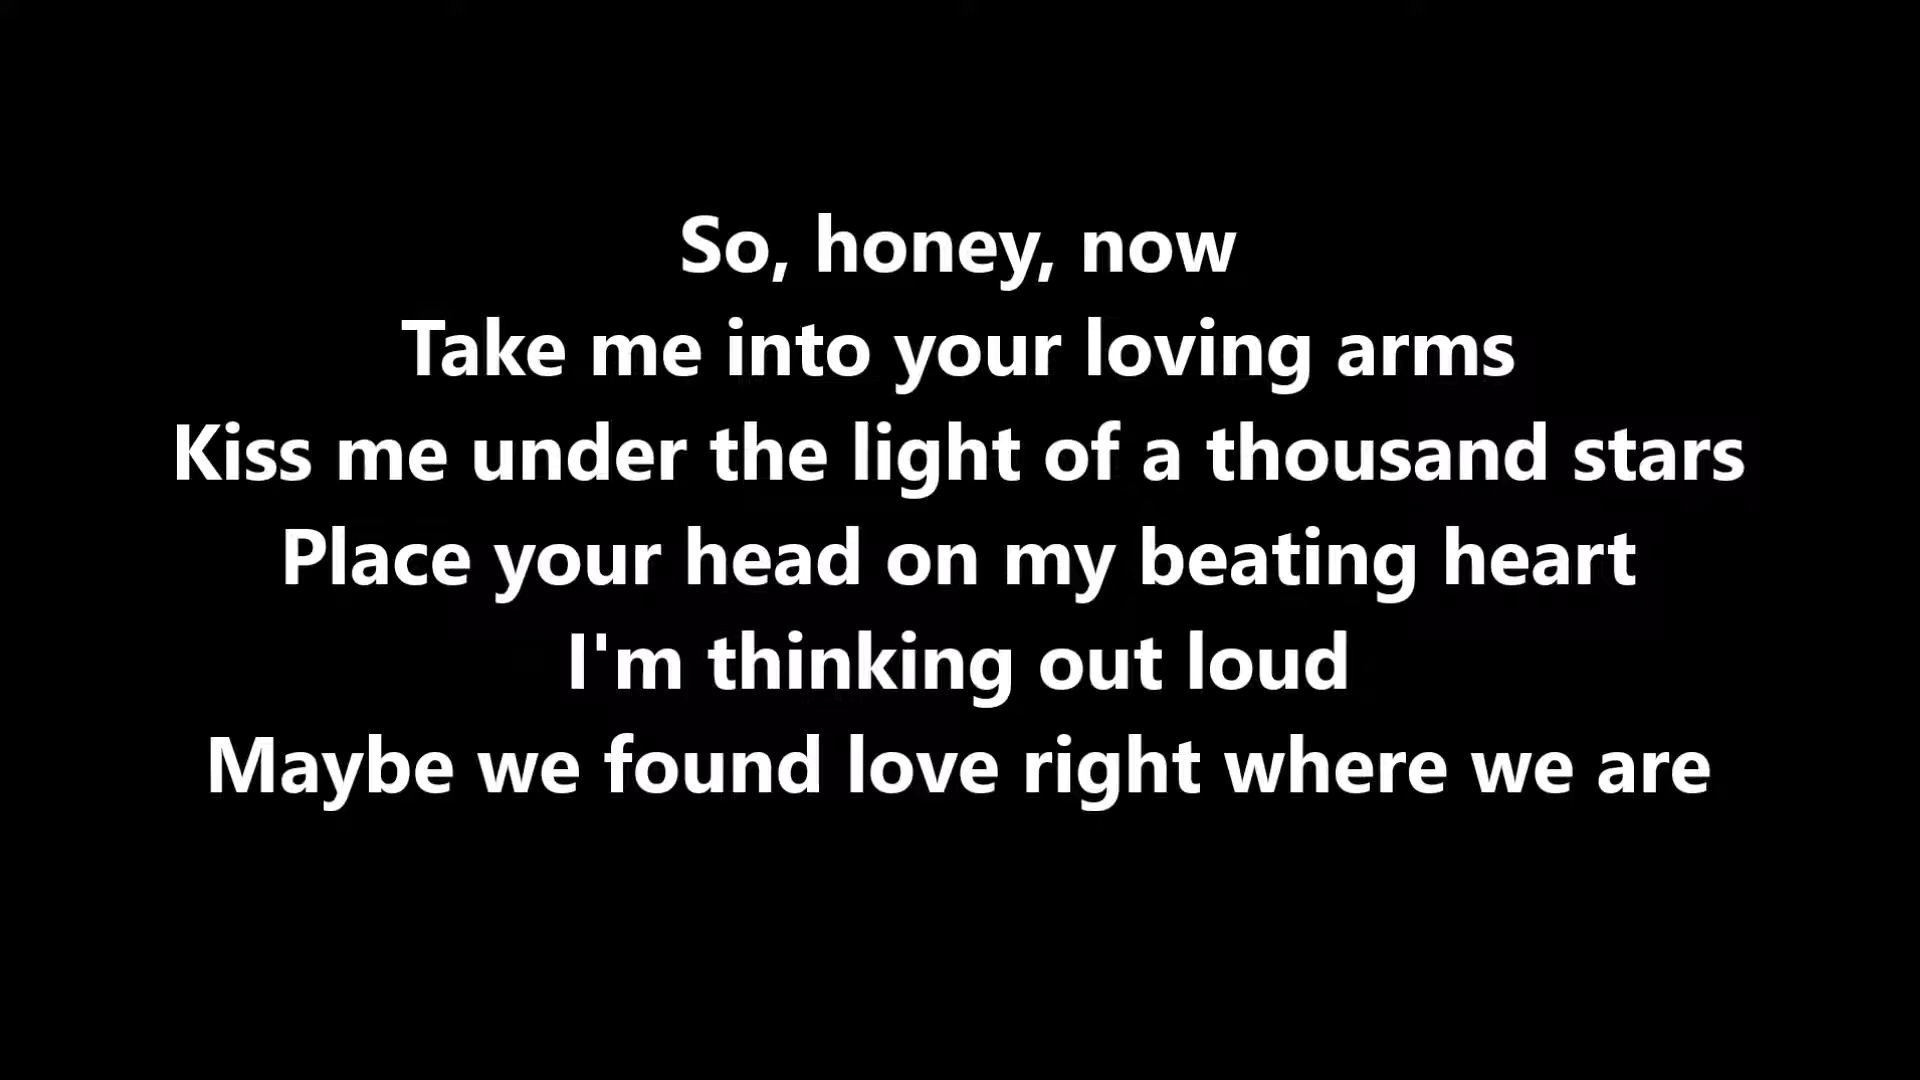 So, honey, now
Take me into your loving arms
Kiss me under the light of a thousand stars
Place your head on my beating heart
I'm thinking out loud
Maybe we found love right where we are